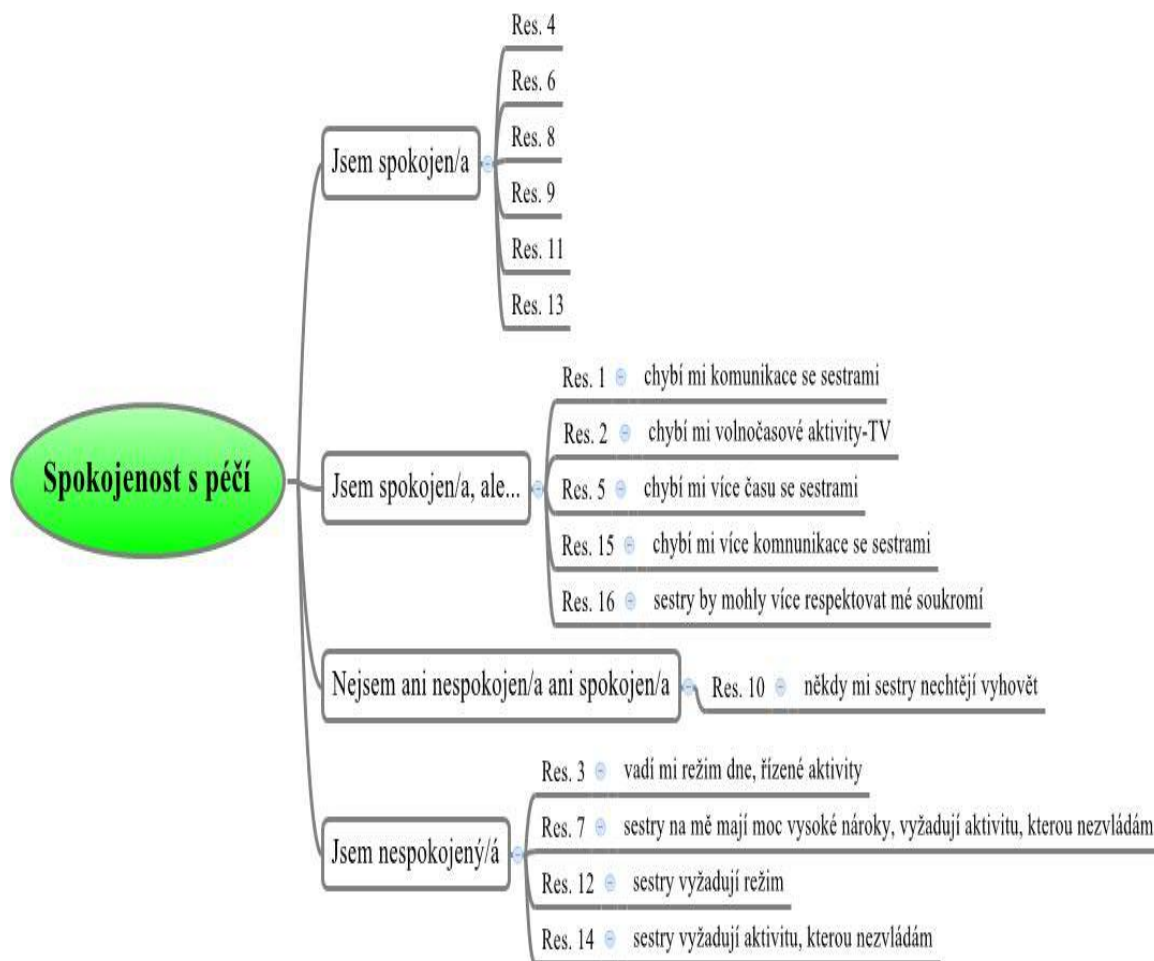 Spokojenost s péčí
Jsem spokojen/a
Res. 4
Res. 6
Res. 8
Res. 9
Res. 11
Res. 13
Jsem spokojen/a, ale...
Res. 1 chybí mi komunikace se sestrami
Res. 2 chybí mi volnočasové aktivity-TV
Res. 5 chybí mi více času se sestrami
Res. 15 chybí mi více komnunikace se sestrami
Res. 16 sestry by mohly více respektovat mé soukromí
Nejsem ani nespokojen/a ani spokojen/a
Res. 10 někdy mi sestry nechtějí vyhovět
Jsem nespokojený/á
Res. 3 vadí mi režim dne, řízené aktivity
Res. 7 sestry na mě mají moc vysoké nároky, vyžadují aktivitu, kterou nezvládám
Res. 12 sestry vyžadují režim
Res. 14 sestry vyžadují aktivitu, kterou nezvládám